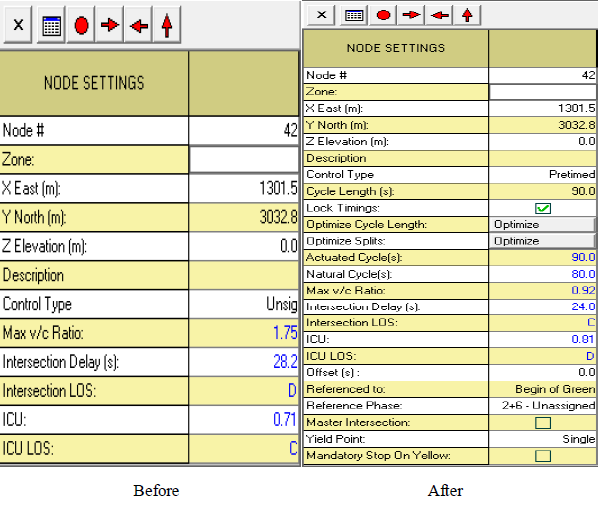 NODE SETTINGS
Node # 42
Zone:
X East (m): 1301.5
Y North (m): 3032.8
Z Elevation (m): 0.0
Description
Control Type Unsig
Max v/c Ratio: 1.75
Intersection Delay (s): 28.2
Intersection LOS: D
ICU: 0.71
ICU LOS: C
Before
NODE SETTINGS
Node # 42
Zone:
X East (m): 1301.5
Y North (m): 3032.8
Z Elevation (m): 0.0
Description
Control Type Pretimed
Cycle Length (s): 90.0
Lock Timings:
Optimize Cycle Length: Optimize
Optimize Splits: Optimize
Actuated Cycle(s): 90.0
Natural Cycle(s): 80.0
Max v/c Ratio: 0.92
Intersection Delay (s): 24.0
Intersection LOS: C
ICU: 0.81
ICU LOS: D
Offset (s) : 0.0
Referenced to: Begin of Green
Reference Phase: 2+6 - Unassigned
Master Intersection:
Yield Point: Single
Mandatory Stop On Yellow:
After